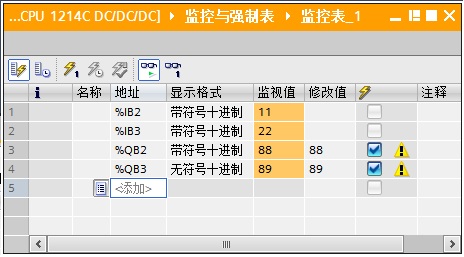 ...CPU 1214C DC/DC/DC] ▸ 监控与强制表 ▸ 监控表_1
i 名称 地址 显示格式 监视值 修改值 注释
1 %IB2 带符号十进制 11
2 %IB3 带符号十进制 22
3 %QB2 带符号十进制 88 88
4 %QB3 无符号十进制 89 89
5 <添加>